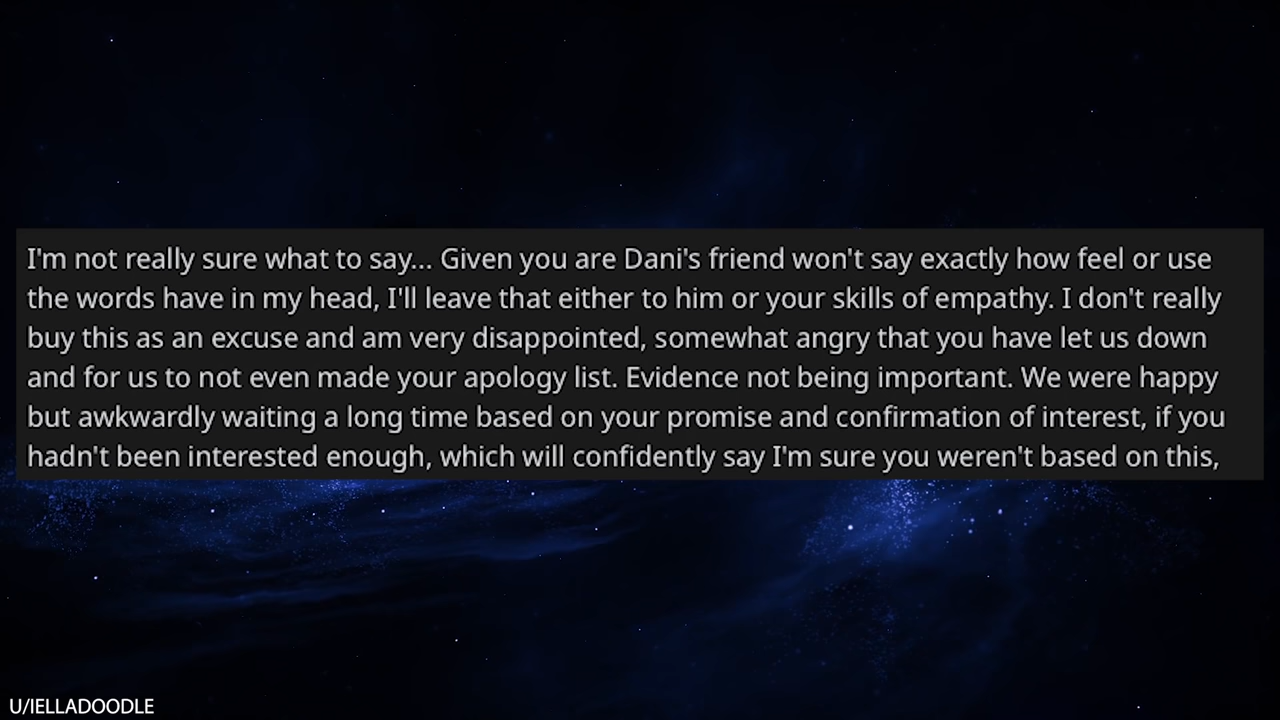 I'm not really sure what to say... Given you are Dani's friend won't say exactly how feel or use
the words have in my head, I'll leave that either to him or your skills of empathy. I don't really
buy this as an excuse and am very disappointed, somewhat angry that you have let us down
and for us to not even made your apology list. Evidence not being important. We were happy
but awkwardly waiting a long time based on your promise and confirmation of interest, if you
hadn't been interested enough, which will confidently say I'm sure you weren't based on this,
U/IELLADOODLE